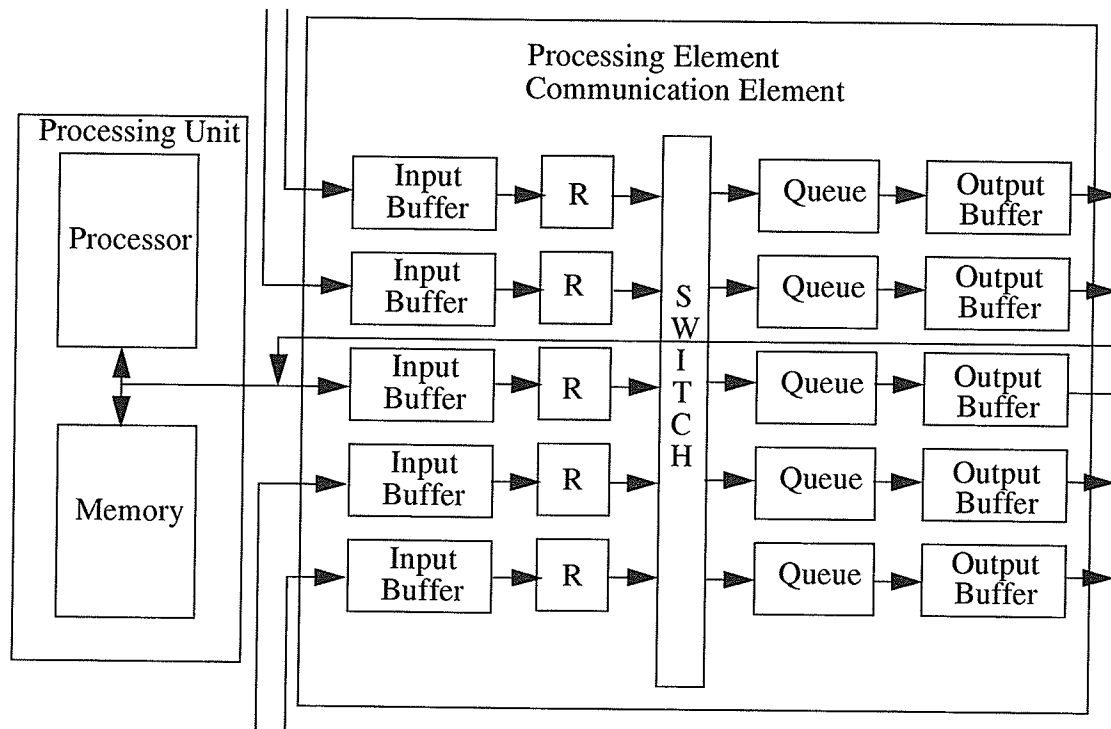 Processing Element
Communication Element
Processing Unit
Processor
Memory
Input
Buffer
R
Queue
Output
Buffer
Input
Buffer
R
Queue
Output
Buffer
Input
Buffer
R
Queue
Output
Buffer
Input
Buffer
R
Queue
Output
Buffer
Input
Buffer
R
Queue
Output
Buffer
S
W
I
T
C
H